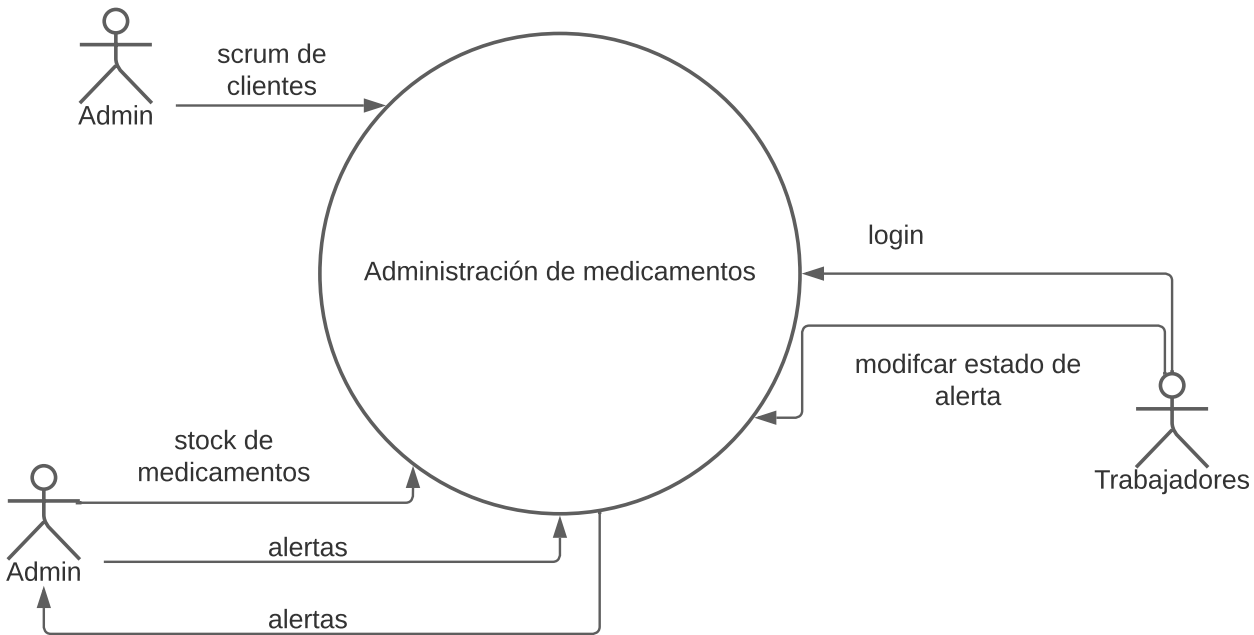 scrum de
clientes
Admin
login
Administración de medicamentos
modifcar estado de
alerta
stock de
medicamentos
Trabajadores
alertas
Admin
alertas